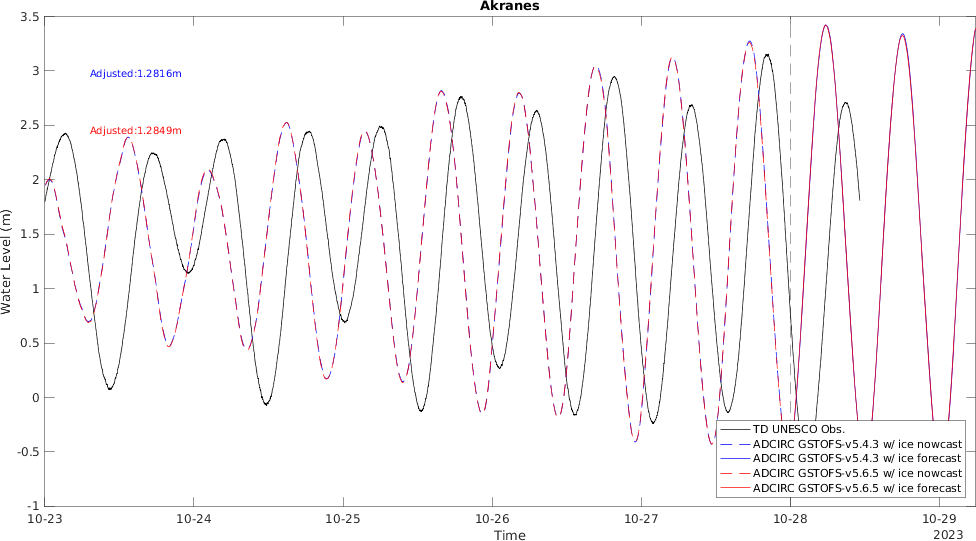 Akranes
3.5
3
2.5
2
1.5
1
0.5
0
-0.5
-1
Water Level (m)
Adjusted:1.2816m
Adjusted:1.2849m
TD UNESCO Obs.
ADCIRC GSTOFS-v5.4.3 w/ ice nowcast
ADCIRC GSTOFS-v5.4.3 w/ ice forecast
ADCIRC GSTOFS-v5.6.5 w/ ice nowcast
ADCIRC GSTOFS-v5.6.5 w/ ice forecast
10-23 10-24 10-25 10-26 10-27 10-28 10-29
Time
2023